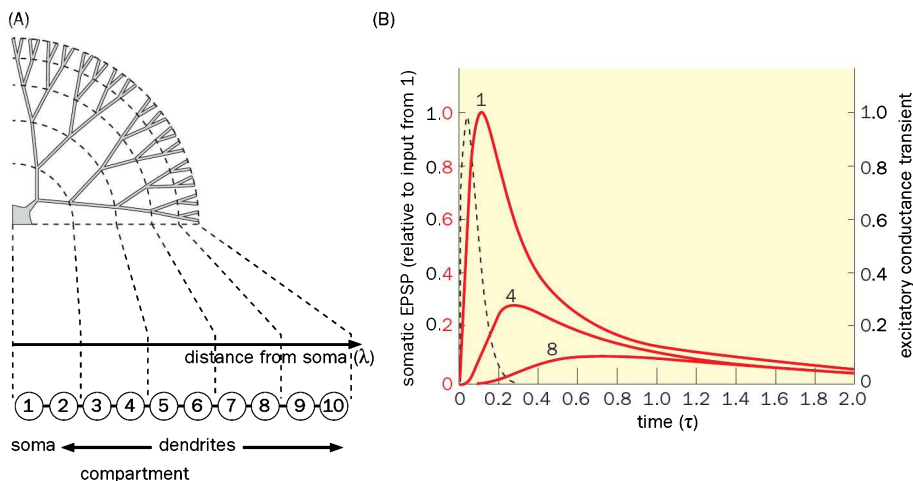 (A)
distance from soma (λ)
1 2 3 4 5 6 7 8 9 10
soma dendrites
compartment
(B)
somatic EPSP (relative to input from 1)
1.0
0.8
0.6
0.4
0.2
0
1
4
8
0 0.2 0.4 0.6 0.8 1.0 1.2 1.4 1.6 1.8 2.0
time (τ)
1.0
0.8
0.6
0.4
0.2
0
excitatory conductance transient